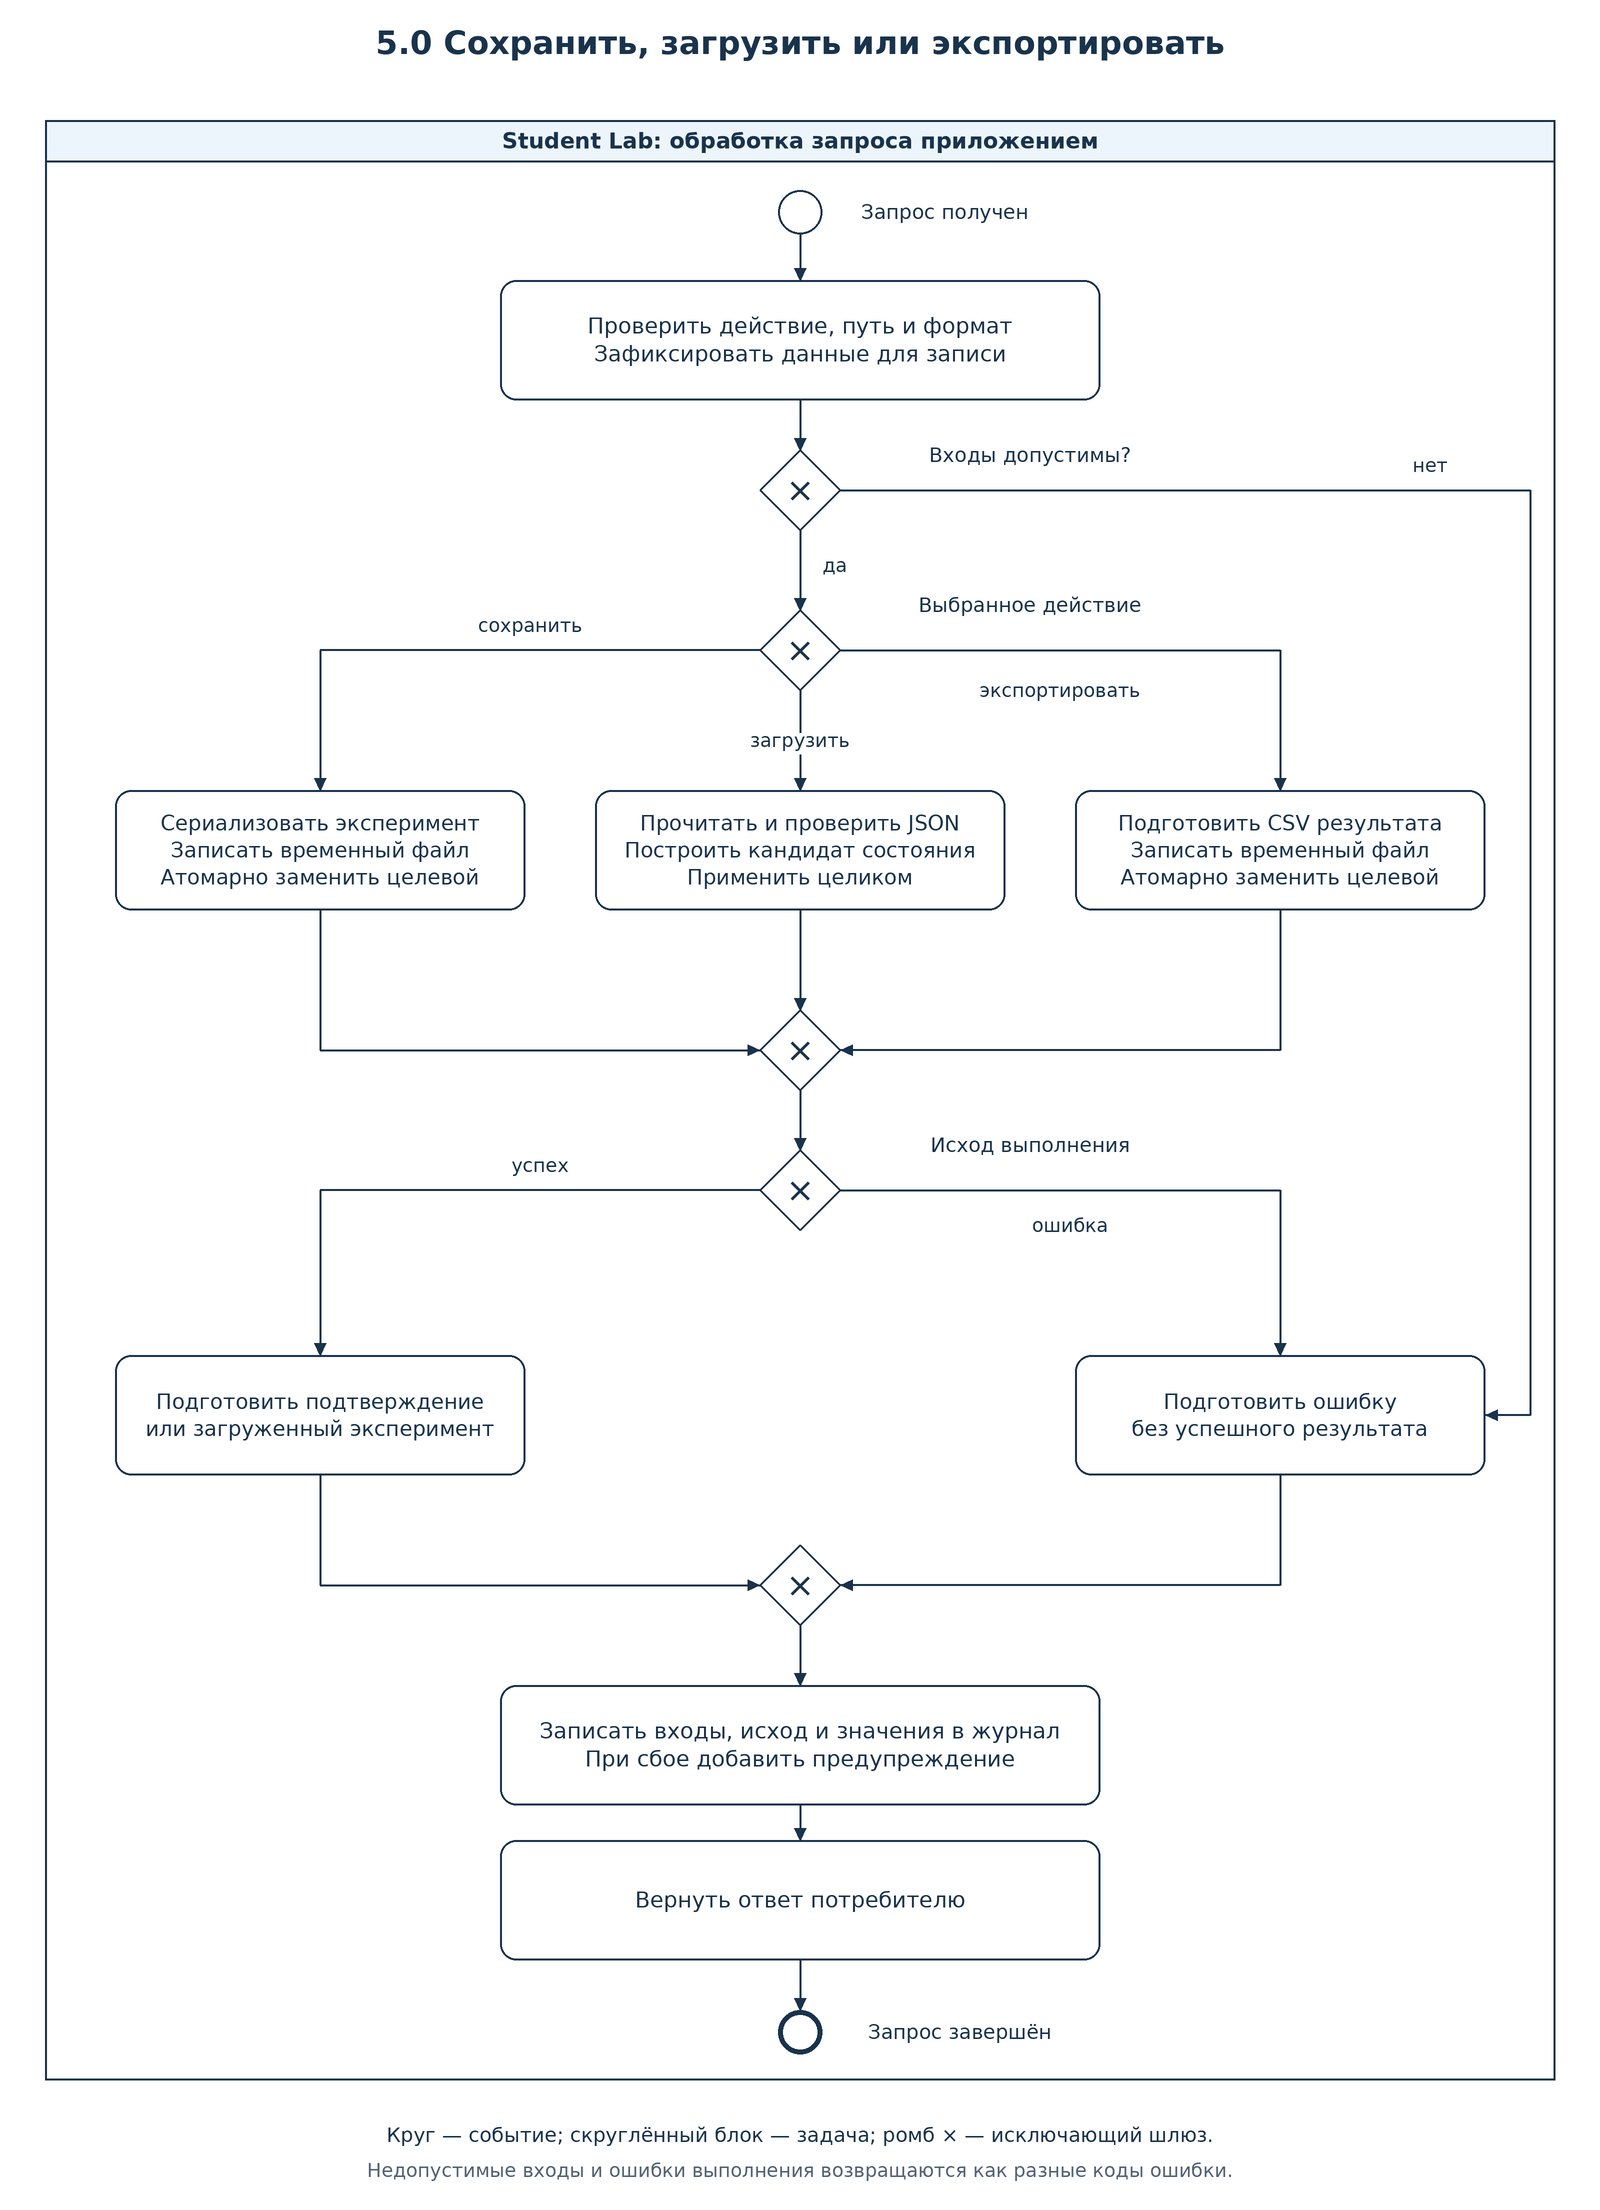 5.0 Сохранить, загрузить или экспортировать
Student Lab: обработка запроса приложением
Запрос получен
Проверить действие, путь и формат
Зафиксировать данные для записи
Входы допустимы?
нет
да
Выбранное действие
сохранить
экспортировать
загрузить
Сериализовать эксперимент
Записать временный файл
Атомарно заменить целевой
Прочитать и проверить JSON
Построить кандидат состояния
Применить целиком
Подготовить CSV результата
Записать временный файл
Атомарно заменить целевой
Исход выполнения
успех
ошибка
Подготовить подтверждение
или загруженный эксперимент
Подготовить ошибку
без успешного результата
Записать входы, исход и значения в журнал
При сбое добавить предупреждение
Вернуть ответ потребителю
Запрос завершён
Круг — событие; скруглённый блок — задача; ромб × — исключающий шлюз.
Недопустимые входы и ошибки выполнения возвращаются как разные коды ошибки.